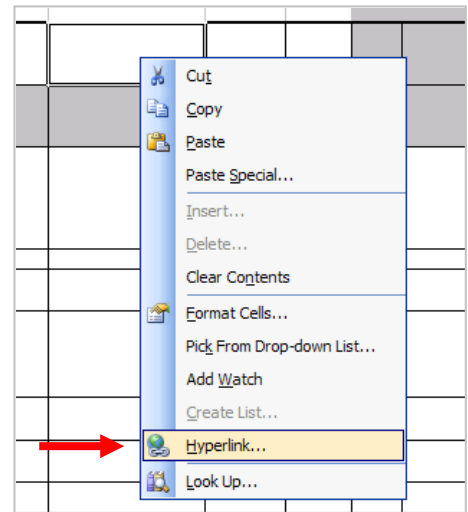 Cut
Copy
Paste
Paste Special...
Insert...
Delete...
Clear Contents
Format Cells...
Pick From Drop-down List...
Add Watch
Create List...
Hyperlink...
Look Up...